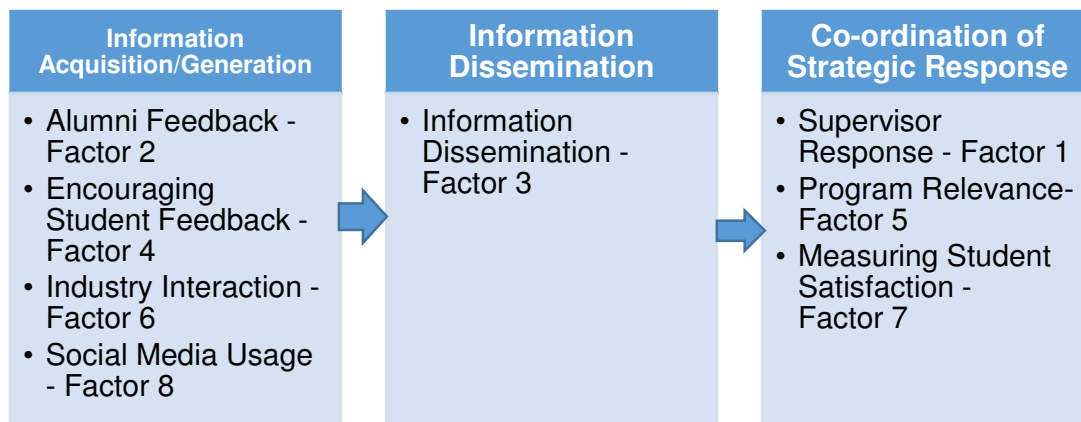 Information
Acquisition/Generation
• Alumni Feedback -
Factor 2
• Encouraging
Student Feedback -
Factor 4
• Industry Interaction -
Factor 6
• Social Media Usage
- Factor 8
Information
Dissemination
• Information
Dissemination -
Factor 3
Co-ordination of
Strategic Response
• Supervisor
Response - Factor 1
• Program Relevance-
Factor 5
• Measuring Student
Satisfaction -
Factor 7